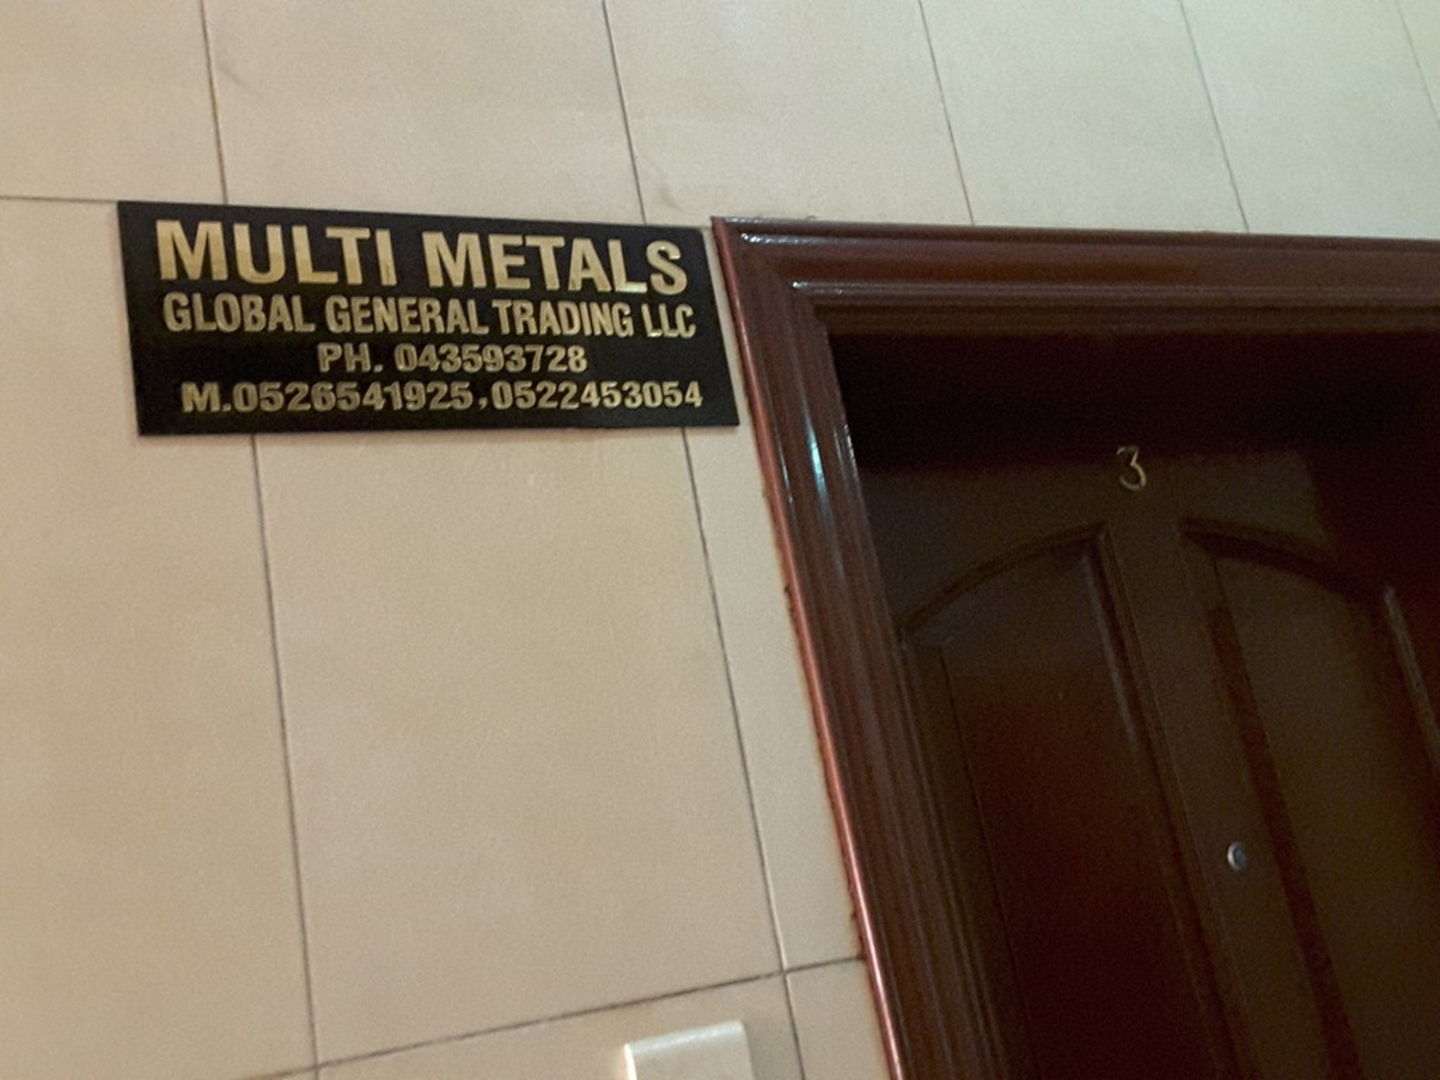 MULTI METALS
GLOBAL GENERAL TRADING LLC
PH. 043593728
M.0526541925,0522453054
3